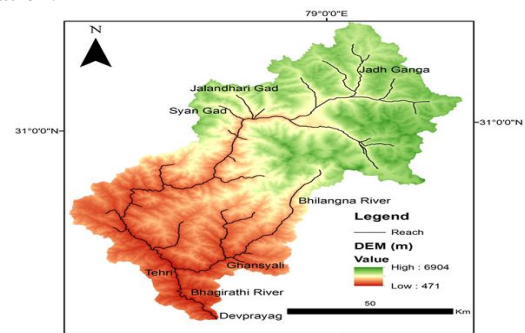 79°0'0"E
N
Jadh Ganga
Jalandhari Gad
Syan Gad
31°0'0"N
31°0'0"N
Bhilangna River
Legend
Reach
DEM (m)
Value
High : 6904
Low : 471
Ghansyali
Tehri
Bhagirathi River
50
Km
Devprayag